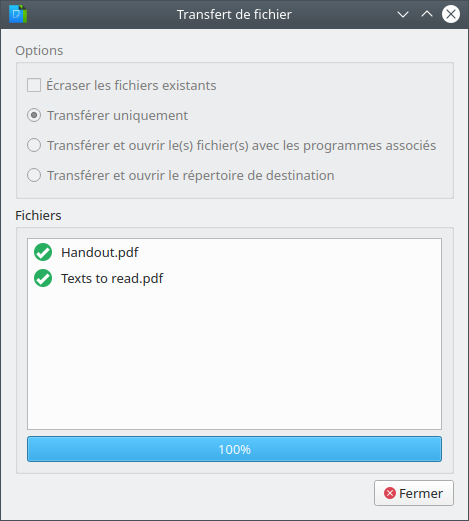 Transfert de fichier
Options
Écraser les fichiers existants
Transférer uniquement
Transférer et ouvrir le(s) fichier(s) avec les programmes associés
Transférer et ouvrir le répertoire de destination
Fichiers
Handout.pdf
Texts to read.pdf
100%
Fermer